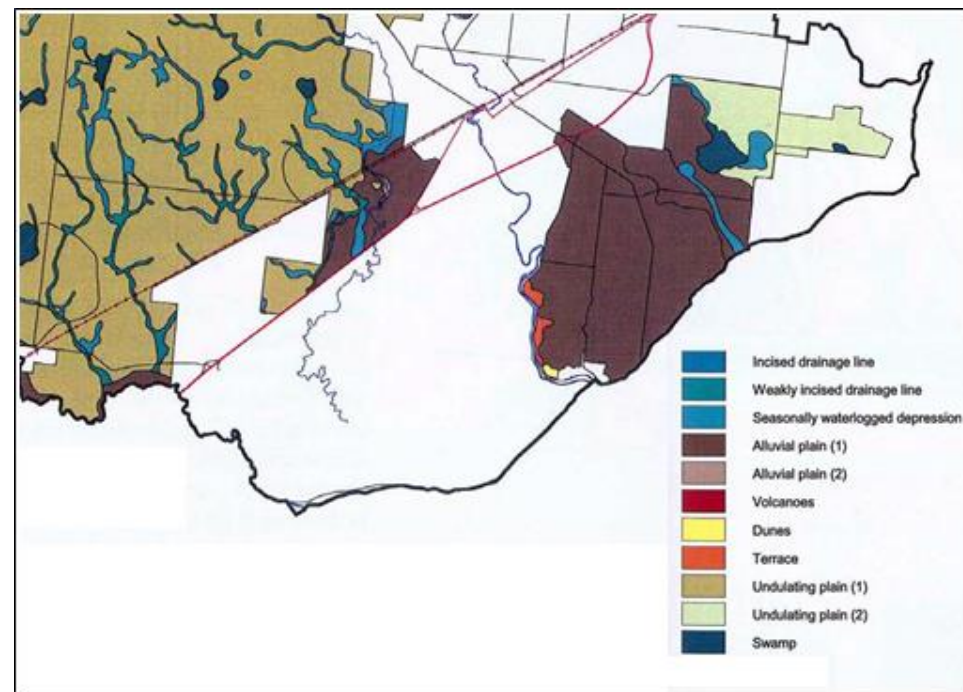 Incised drainage line
Weakly incised drainage line
Seasonally waterlogged depression
Alluvial plain (1)
Alluvial plain (2)
Volcanoes
Dunes
Terrace
Undulating plain (1)
Undulating plain (2)
Swamp